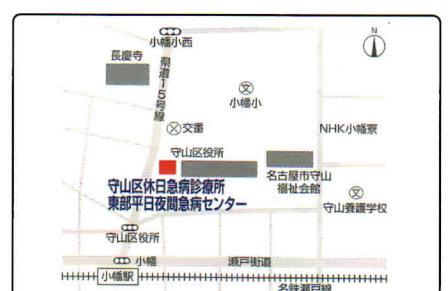 小幡小西
N
長慶寺
県道15号線
文
小幡小
交番
NHK小幡寮
守山区役所
名古屋市守山
福祉会館
守山区休日急病診療所
東部平日夜間急病センター
文
守山養護学校
守山区役所
小幡
瀬戸街道
小幡駅
名鉄瀬戸線